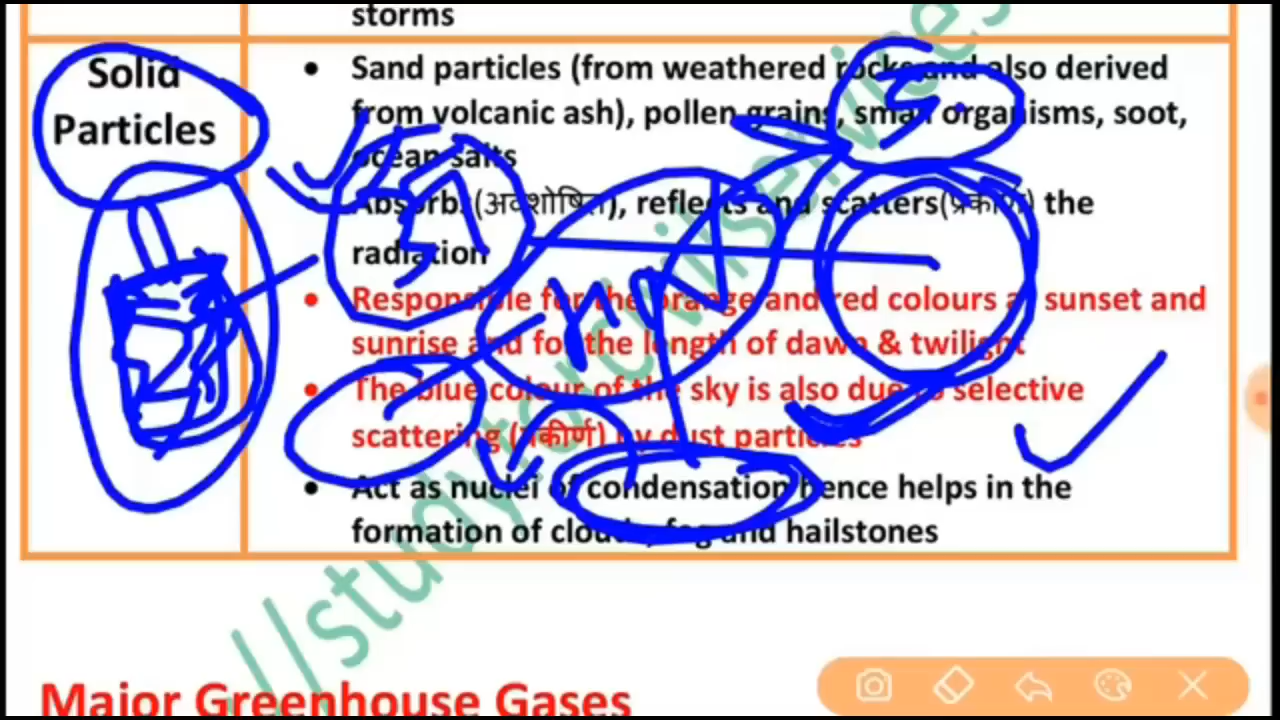 storms
Solid
Particles
• Sand particles (from weathered rocks and also derived
from volcanic ash), pollen grains, small organisms, soot,
ocean salts
• Absorbs(अवशोषित), reflects and scatters(प्रकीर्ण) the
radiation
• Responsible for the orange and red colours at sunset and
sunrise and for the length of dawn & twilight
• The blue colour of the sky is also due to selective
scattering (प्रकीर्ण) by dust particles
• Act as nuclei of condensation hence helps in the
formation of clouds, fog and hailstones
Major Greenhouse Gases